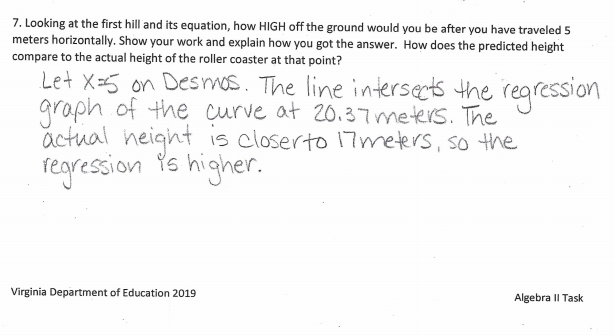 7. Looking at the first hill and its equation, how HIGH off the ground would you be after you have traveled 5
meters horizontally. Show your work and explain how you got the answer. How does the predicted height
compare to the actual height of the roller coaster at that point?
Let X=5 on Desmos. The line intersects the regression
graph of the curve at 20.37 meters. The
actual height is closer to 17 meters, so the
regression is higher.
Virginia Department of Education 2019
Algebra II Task